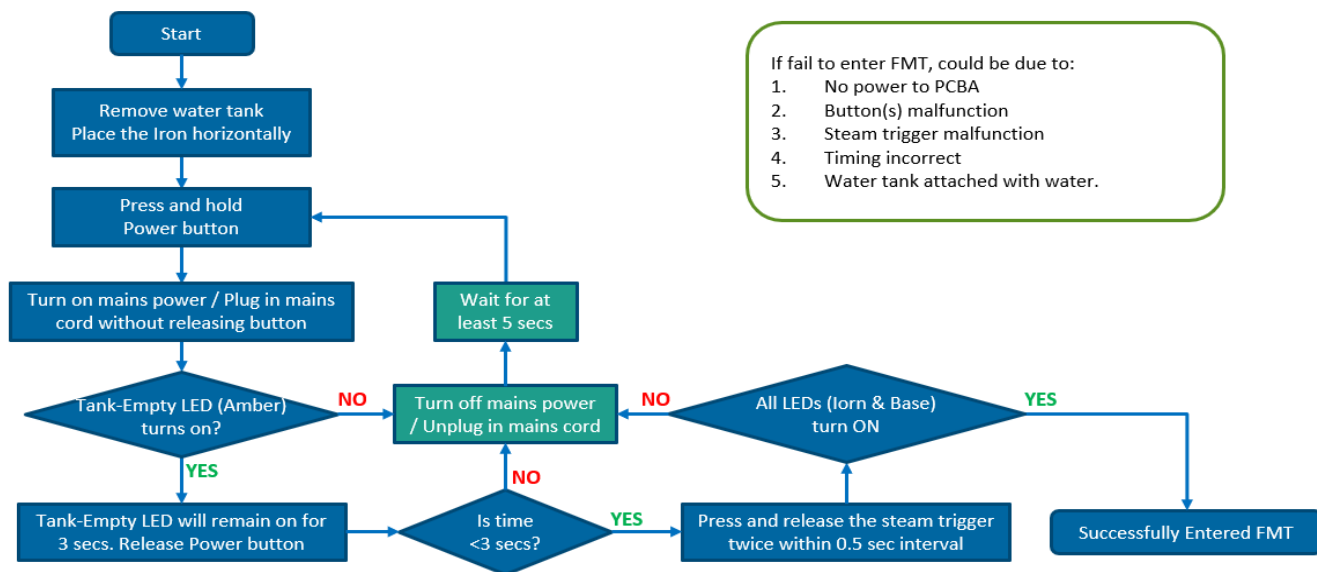 Start
Remove water tank
Place the Iron horizontally
Press and hold
Power button
Turn on mains power / Plug in mains
cord without releasing button
Tank-Empty LED (Amber)
turns on?
NO
YES
Tank-Empty LED will remain on for
3 secs. Release Power button
Is time
<3 secs?
NO
YES
Turn off mains power
/ Unplug in mains cord
Wait for at
least 5 secs
Press and release the steam trigger
twice within 0.5 sec interval
All LEDs (Iorn & Base)
turn ON
NO
YES
Successfully Entered FMT
If fail to enter FMT, could be due to:
1. No power to PCBA
2. Button(s) malfunction
3. Steam trigger malfunction
4. Timing incorrect
5. Water tank attached with water.